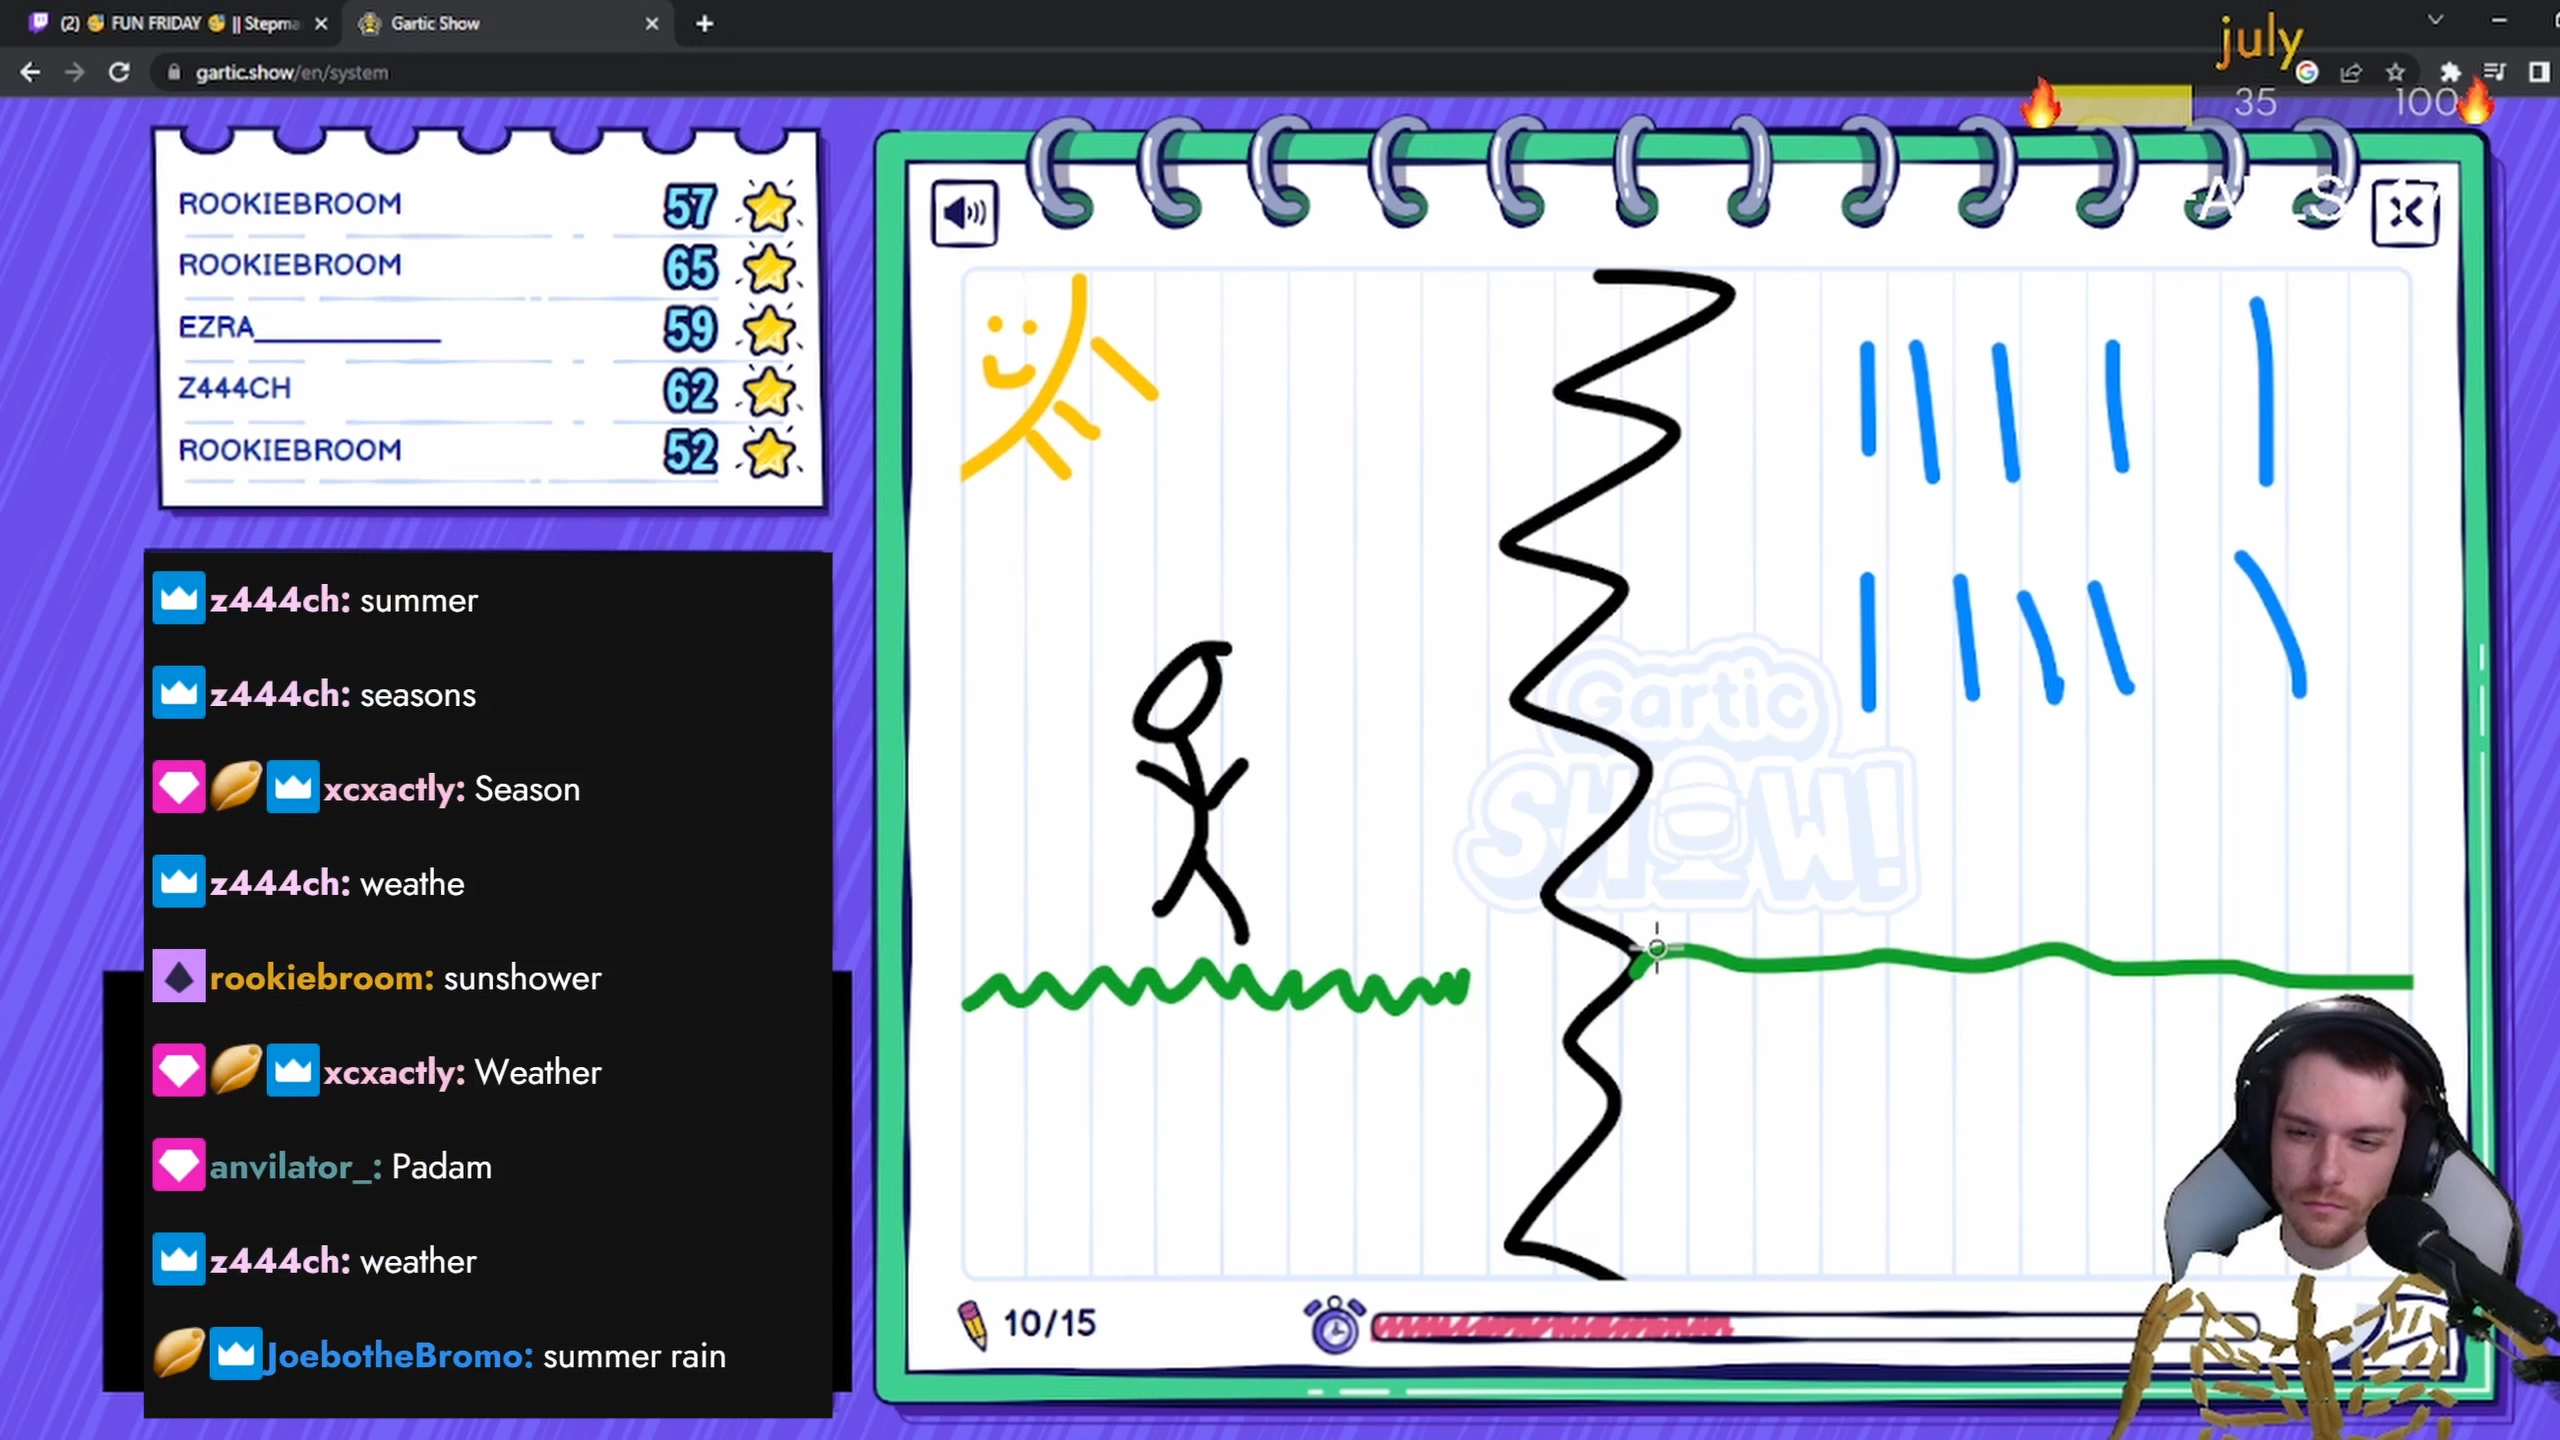 (2) 🥳 FUN FRIDAY 🥳 || Stepma
Gartic Show
july
gartic.show/en/system
35
100
ROOKIEBROOM 57
ROOKIEBROOM 65
EZRA__________ 59
Z444CH 62
ROOKIEBROOM 52
z444ch: summer
z444ch: seasons
xcxactly: Season
z444ch: weathe
rookiebroom: sunshower
xcxactly: Weather
anvilator_: Padam
z444ch: weather
JoebotheBromo: summer rain
Gartic
SHOW!
10/15